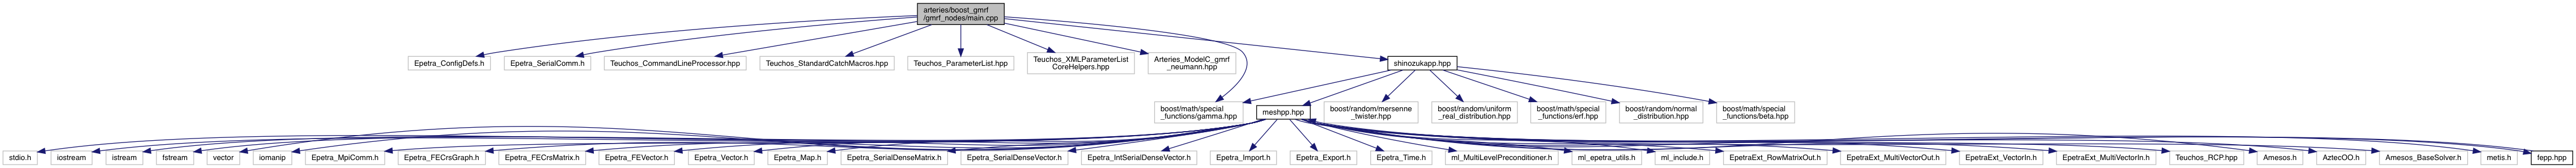 arteries/boost_gmrf
/gmrf_nodes/main.cpp
Epetra_ConfigDefs.h
Epetra_SerialComm.h
Teuchos_CommandLineProcessor.hpp
Teuchos_StandardCatchMacros.hpp
Teuchos_ParameterList.hpp
Teuchos_XMLParameterList
CoreHelpers.hpp
Arteries_ModelC_gmrf
_neumann.hpp
shinozukapp.hpp
boost/math/special
_functions/gamma.hpp
meshpp.hpp
boost/random/mersenne
_twister.hpp
boost/random/uniform
_real_distribution.hpp
boost/math/special
_functions/erf.hpp
boost/random/normal
_distribution.hpp
boost/math/special
_functions/beta.hpp
stdio.h
iostream
istream
fstream
vector
iomanip
Epetra_MpiComm.h
Epetra_FECrsGraph.h
Epetra_FECrsMatrix.h
Epetra_FEVector.h
Epetra_Vector.h
Epetra_Map.h
Epetra_SerialDenseMatrix.h
Epetra_SerialDenseVector.h
Epetra_IntSerialDenseVector.h
Epetra_Import.h
Epetra_Export.h
Epetra_Time.h
ml_MultiLevelPreconditioner.h
ml_epetra_utils.h
ml_include.h
EpetraExt_RowMatrixOut.h
EpetraExt_MultiVectorOut.h
EpetraExt_VectorIn.h
EpetraExt_MultiVectorIn.h
Teuchos_RCP.hpp
Amesos.h
AztecOO.h
Amesos_BaseSolver.h
metis.h
fepp.hpp